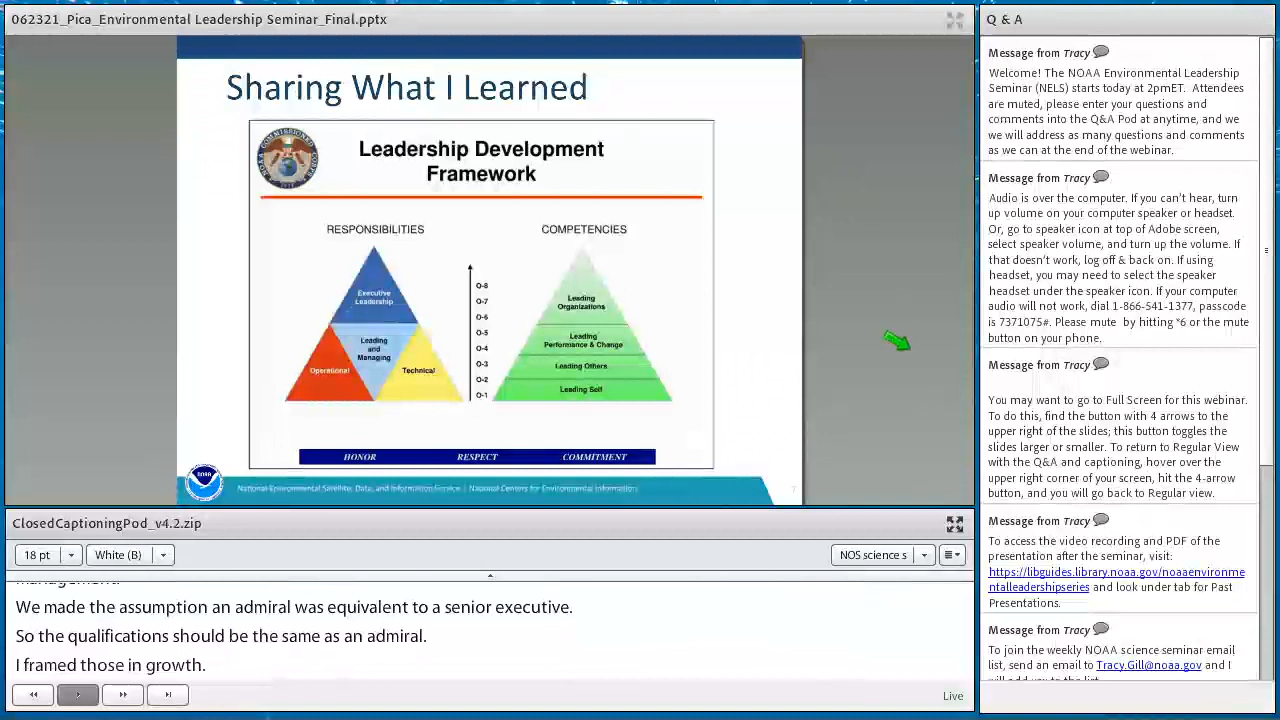 062321_Pica_Environmental Leadership Seminar_Final.pptx
Sharing What I Learned
Leadership Development
Framework
RESPONSIBILITIES
COMPETENCIES
Executive
Leadership
Leading
and
Managing
Operational
Technical
O-8
O-7
O-6
O-5
O-4
O-3
O-2
O-1
Leading
Organizations
Leading
Performance & Change
Leading Others
Leading Self
HONOR RESPECT COMMITMENT
NOAA
National Environmental Satellite, Data, and Information Service | National Centers for Environmental Information
ClosedCaptioningPod_v4.2.zip
18 pt
White (B)
NOS science s
management.
We made the assumption an admiral was equivalent to a senior executive.
So the qualifications should be the same as an admiral.
I framed those in growth.
Live
Q & A
Message from Tracy
Welcome! The NOAA Environmental Leadership
Seminar (NELS) starts today at 2pmET. Attendees
are muted, please enter your questions and
comments into the Q&A Pod at anytime, and we
we will address as many questions and comments
as we can at the end of the webinar.
Message from Tracy
Audio is over the computer. If you can't hear, turn
up volume on your computer speaker or headset.
Or, go to speaker icon at top of Adobe screen,
select speaker volume, and turn up the volume. If
that doesn't work, log off & back on. If using
headset, you may need to select the speaker
headset under the speaker icon. If your computer
audio will not work, dial 1-866-541-1377, passcode
is 7371075#. Please mute by hitting *6 or the mute
button on your phone.
Message from Tracy
You may want to go to Full Screen for this webinar.
To do this, find the button with 4 arrows to the
upper right of the slides; this button toggles the
slides larger or smaller. To return to Regular View
with the Q&A and captioning, hover over the
upper right corner of your screen,hit the 4-arrow
button, and you will go back to Regular view.
Message from Tracy
To access the video recording and PDF of the
presentation after the seminar, visit:
https://libguides.library.noaa.gov/noaaenvironme
ntalleadershipseries and look under tab for Past
Presentations.
Message from Tracy
To join the weekly NOAA science seminar email
list, send an email to Tracy.Gill@noaa.gov and I
will add you to the list.